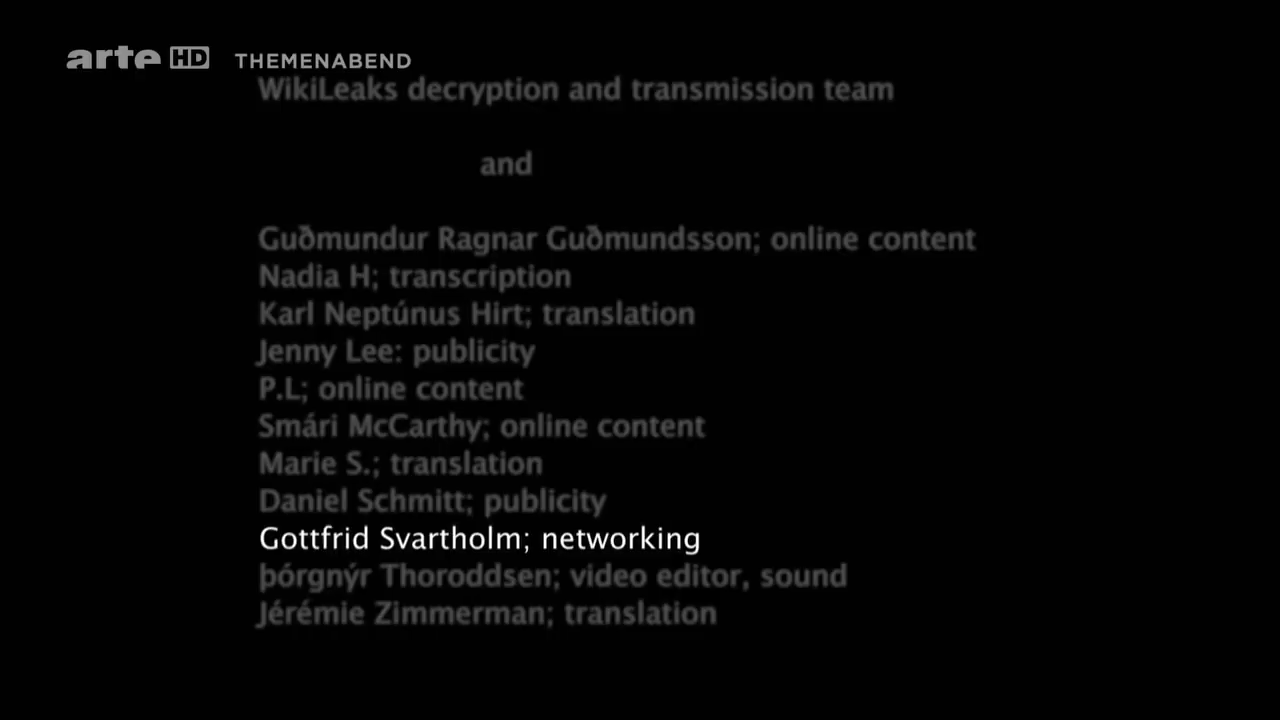 arte HD THEMENABEND
WikiLeaks decryption and transmission team
and
Guðmundur Ragnar Guðmundsson; online content
Nadia H; transcription
Karl Neptúnus Hirt; translation
Jenny Lee: publicity
P.L; online content
Smári McCarthy; online content
Marie S.; translation
Daniel Schmitt; publicity
Gottfrid Svartholm; networking
þórgnýr Thoroddsen; video editor, sound
Jérémie Zimmerman; translation